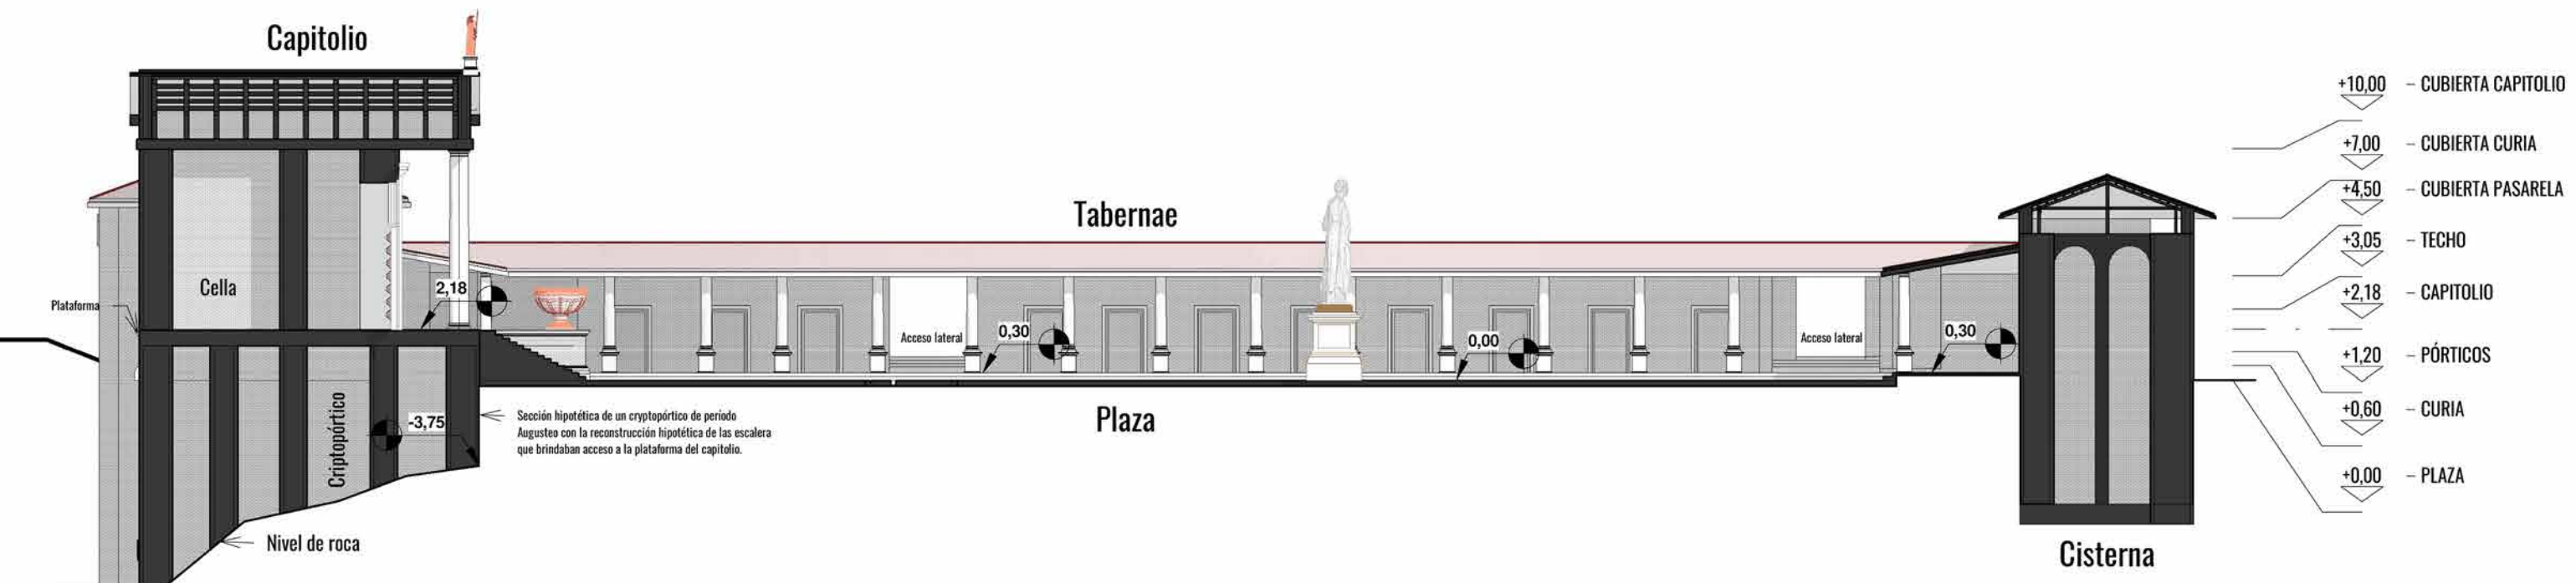 Capitolio
Tabernae
Cella
Plataforma
2,18
Acceso lateral
0,30
0,00
Acceso lateral
0,30
Criptopórtico
-3,75
Sección hipotética de un cryptopórtico de período
Augusteo con la reconstrucción hipotética de las escalera
que brindaban acceso a la plataforma del capitolio.
Plaza
Nivel de roca
Cisterna
+10,00 – CUBIERTA CAPITOLIO
+7,00 – CUBIERTA CURIA
+4,50 – CUBIERTA PASARELA
+3,05 – TECHO
+2,18 – CAPITOLIO
+1,20 – PÓRTICOS
+0,60 – CURIA
+0,00 – PLAZA